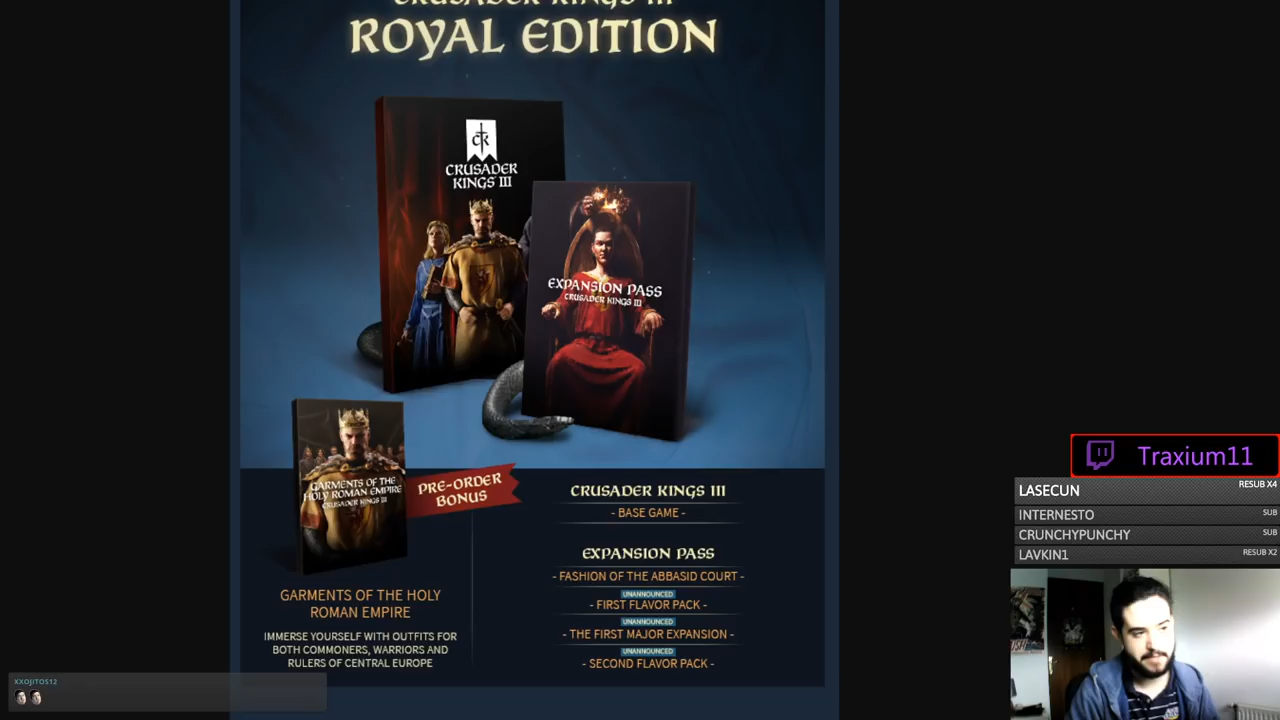 CRUSADER KINGS III
ROYAL EDITION
CK
CRUSADER
KINGS III
EXPANSION PASS
CRUSADER KINGS III
GARMENTS OF THE
HOLY ROMAN EMPIRE
CRUSADER KINGS III
PRE-ORDER
BONUS
GARMENTS OF THE HOLY
ROMAN EMPIRE
IMMERSE YOURSELF WITH OUTFITS FOR
BOTH COMMONERS, WARRIORS AND
RULERS OF CENTRAL EUROPE
CRUSADER KINGS III
- BASE GAME -
EXPANSION PASS
- FASHION OF THE ABBASID COURT -
UNANNOUNCED
- FIRST FLAVOR PACK -
UNANNOUNCED
- THE FIRST MAJOR EXPANSION -
UNANNOUNCED
- SECOND FLAVOR PACK -
Traxium11
LASECUN RESUB X4
INTERNESTO SUB
CRUNCHYPUNCHY SUB
LAVKIN1 RESUB X2
XXOJITOS12